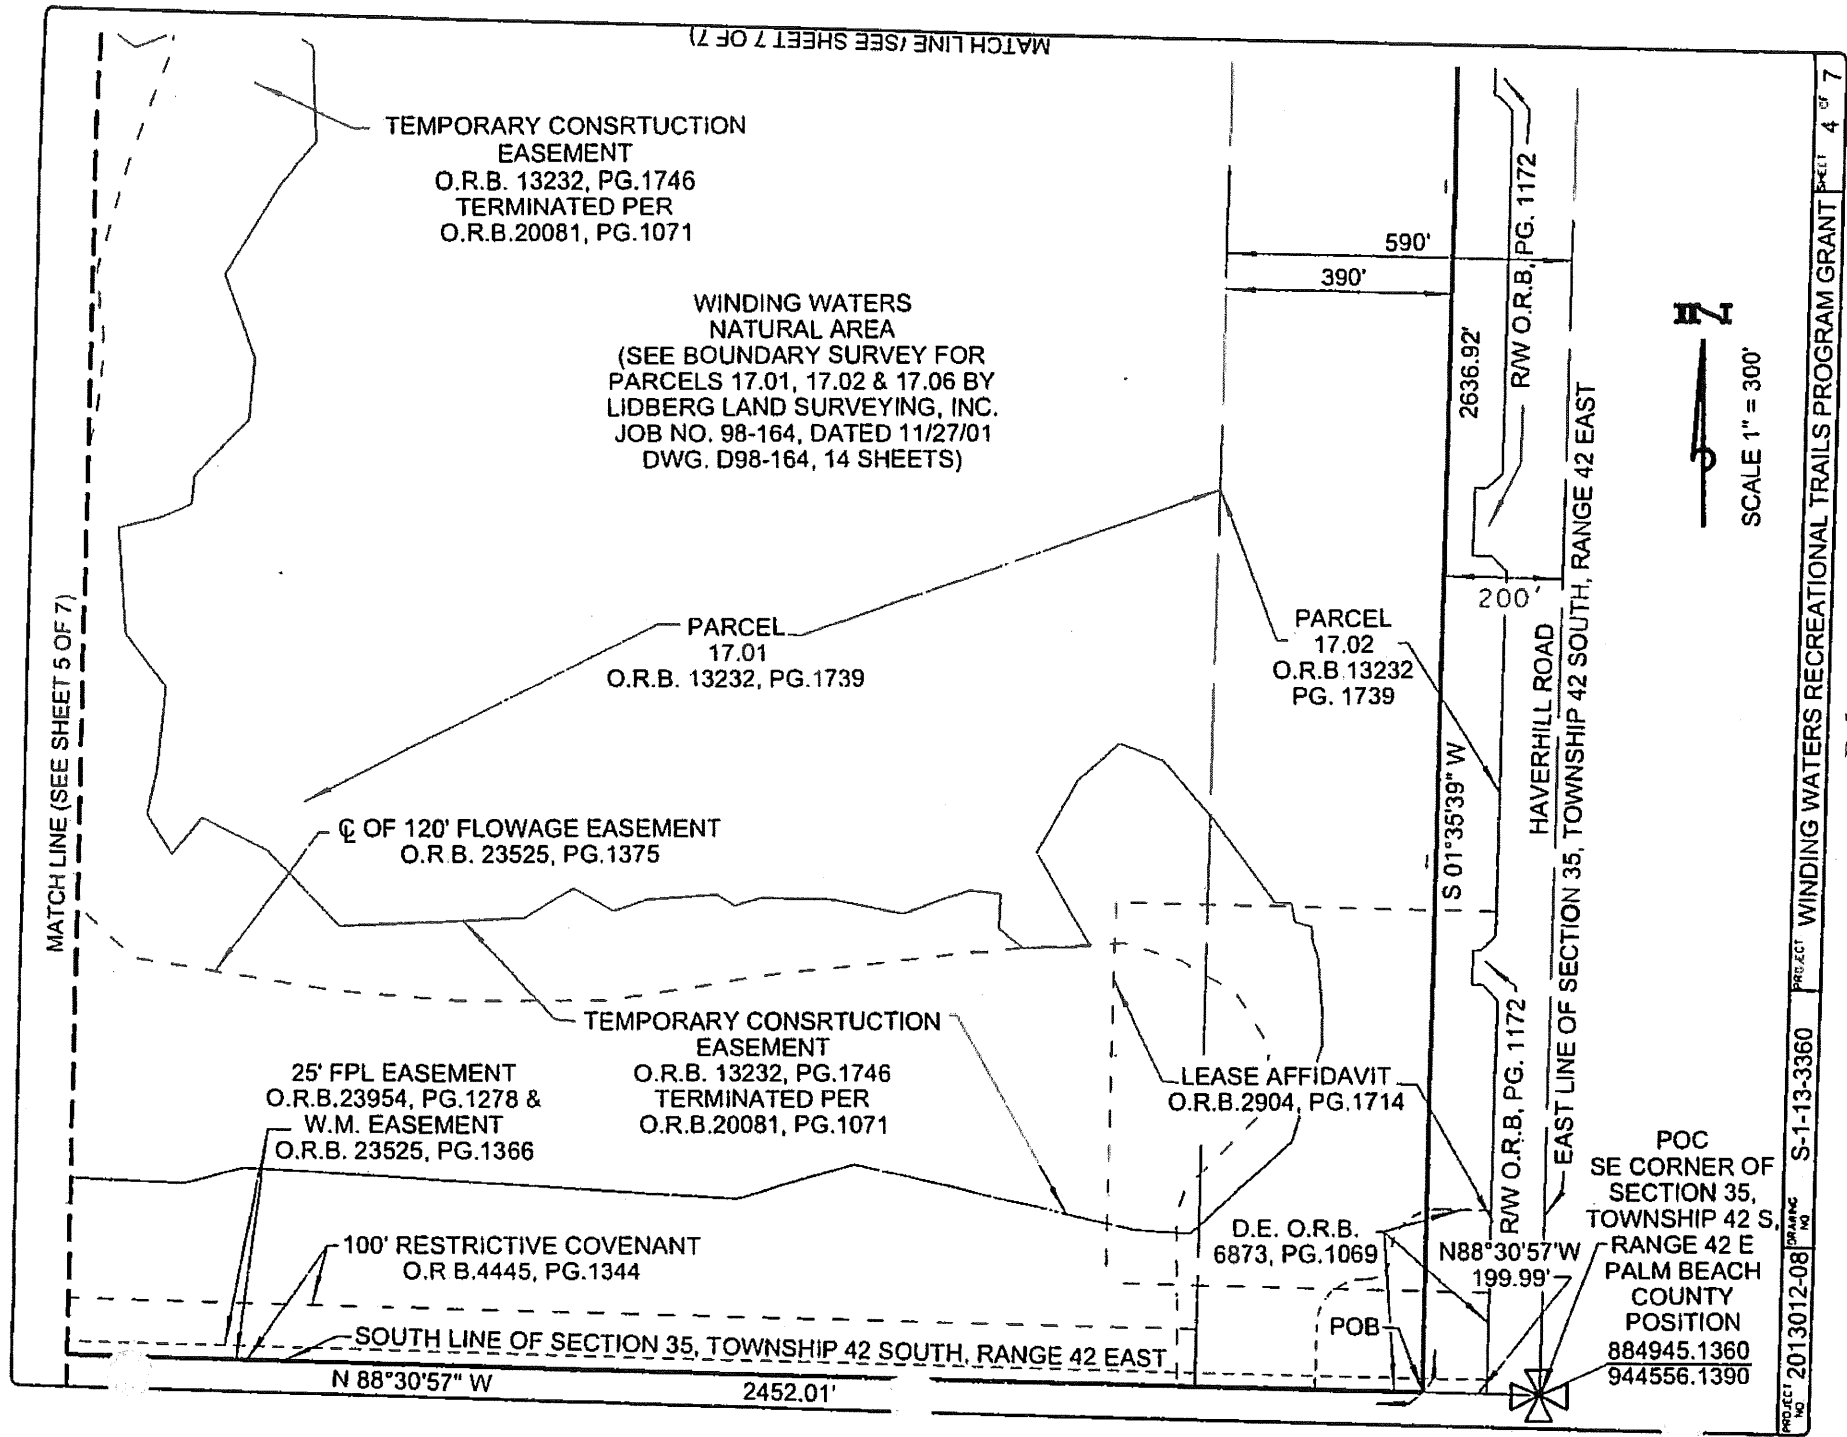 MATCH LINE (SEE SHEET 7 OF 7)
TEMPORARY CONSRTUCTION
EASEMENT
O.R.B. 13232, PG.1746
TERMINATED PER
O.R.B.20081, PG.1071
WINDING WATERS
NATURAL AREA
(SEE BOUNDARY SURVEY FOR
PARCELS 17.01, 17.02 & 17.06 BY
LIDBERG LAND SURVEYING, INC.
JOB NO. 98-164, DATED 11/27/01
DWG. D98-164, 14 SHEETS)
590'
390'
2636.92'
R/W O.R.B, PG. 1172
SCALE 1" = 300'
MATCH LINE (SEE SHEET 5 OF 7)
PARCEL
17.01
O.R.B. 13232, PG.1739
PARCEL
17.02
O.R.B.13232
PG. 1739
200'
HAVERHILL ROAD
EAST LINE OF SECTION 35, TOWNSHIP 42 SOUTH, RANGE 42 EAST
S 01°35'39" W
℄ OF 120' FLOWAGE EASEMENT
O.R.B. 23525, PG.1375
TEMPORARY CONSRTUCTION
EASEMENT
O.R.B. 13232, PG.1746
TERMINATED PER
O.R.B.20081, PG.1071
25' FPL EASEMENT
O.R.B.23954, PG.1278 &
W.M. EASEMENT
O.R.B. 23525, PG.1366
LEASE AFFIDAVIT
O.R.B.2904, PG.1714
R/W O.R.B, PG. 1172
100' RESTRICTIVE COVENANT
O.R.B.4445, PG.1344
D.E. O.R.B.
6873, PG.1069
N88°30'57"W
199.99'
POB
POC
SE CORNER OF
SECTION 35,
TOWNSHIP 42 S,
RANGE 42 E
PALM BEACH
COUNTY
POSITION
884945.1360
944556.1390
SOUTH LINE OF SECTION 35, TOWNSHIP 42 SOUTH, RANGE 42 EAST
N 88°30'57" W
2452.01'
PROJECT NO. 2013012-08
DRAWING NO. S-1-13-3360
PROJECT WINDING WATERS RECREATIONAL TRAILS PROGRAM GRANT
SHEET 4 OF 7